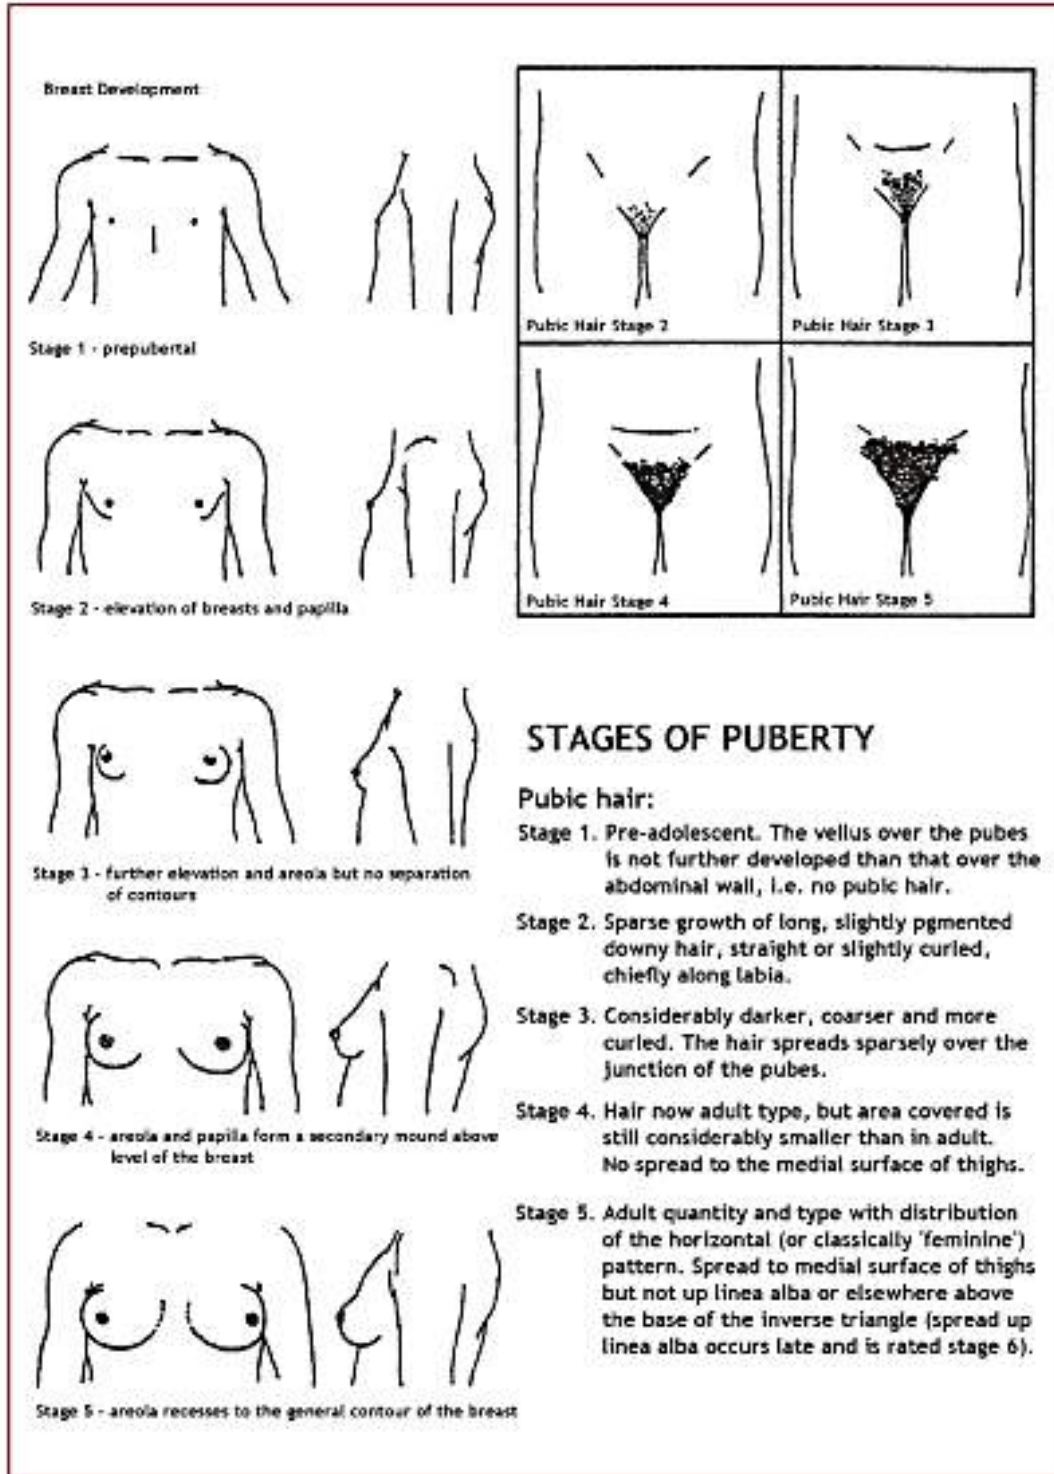 Breast Development
Stage 1 - prepubertal
Stage 2 - elevation of breasts and papilla
Stage 3 - further elevation and areola but no separation
of contours
Stage 4 - areola and papilla form a secondary mound above
level of the breast
Stage 5 - areola recesses to the general contour of the breast
Pubic Hair Stage 2
Pubic Hair Stage 3
Pubic Hair Stage 4
Pubic Hair Stage 5
STAGES OF PUBERTY
Pubic hair:
Stage 1. Pre-adolescent. The vellus over the pubes
is not further developed than that over the
abdominal wall, i.e. no pubic hair.
Stage 2. Sparse growth of long, slightly pgmented
downy hair, straight or slightly curled,
chiefly along labia.
Stage 3. Considerably darker, coarser and more
curled. The hair spreads sparsely over the
junction of the pubes.
Stage 4. Hair now adult type, but area covered is
still considerably smaller than in adult.
No spread to the medial surface of thighs.
Stage 5. Adult quantity and type with distribution
of the horizontal (or classically 'feminine')
pattern. Spread to medial surface of thighs
but not up linea alba or elsewhere above
the base of the inverse triangle (spread up
linea alba occurs late and is rated stage 6).